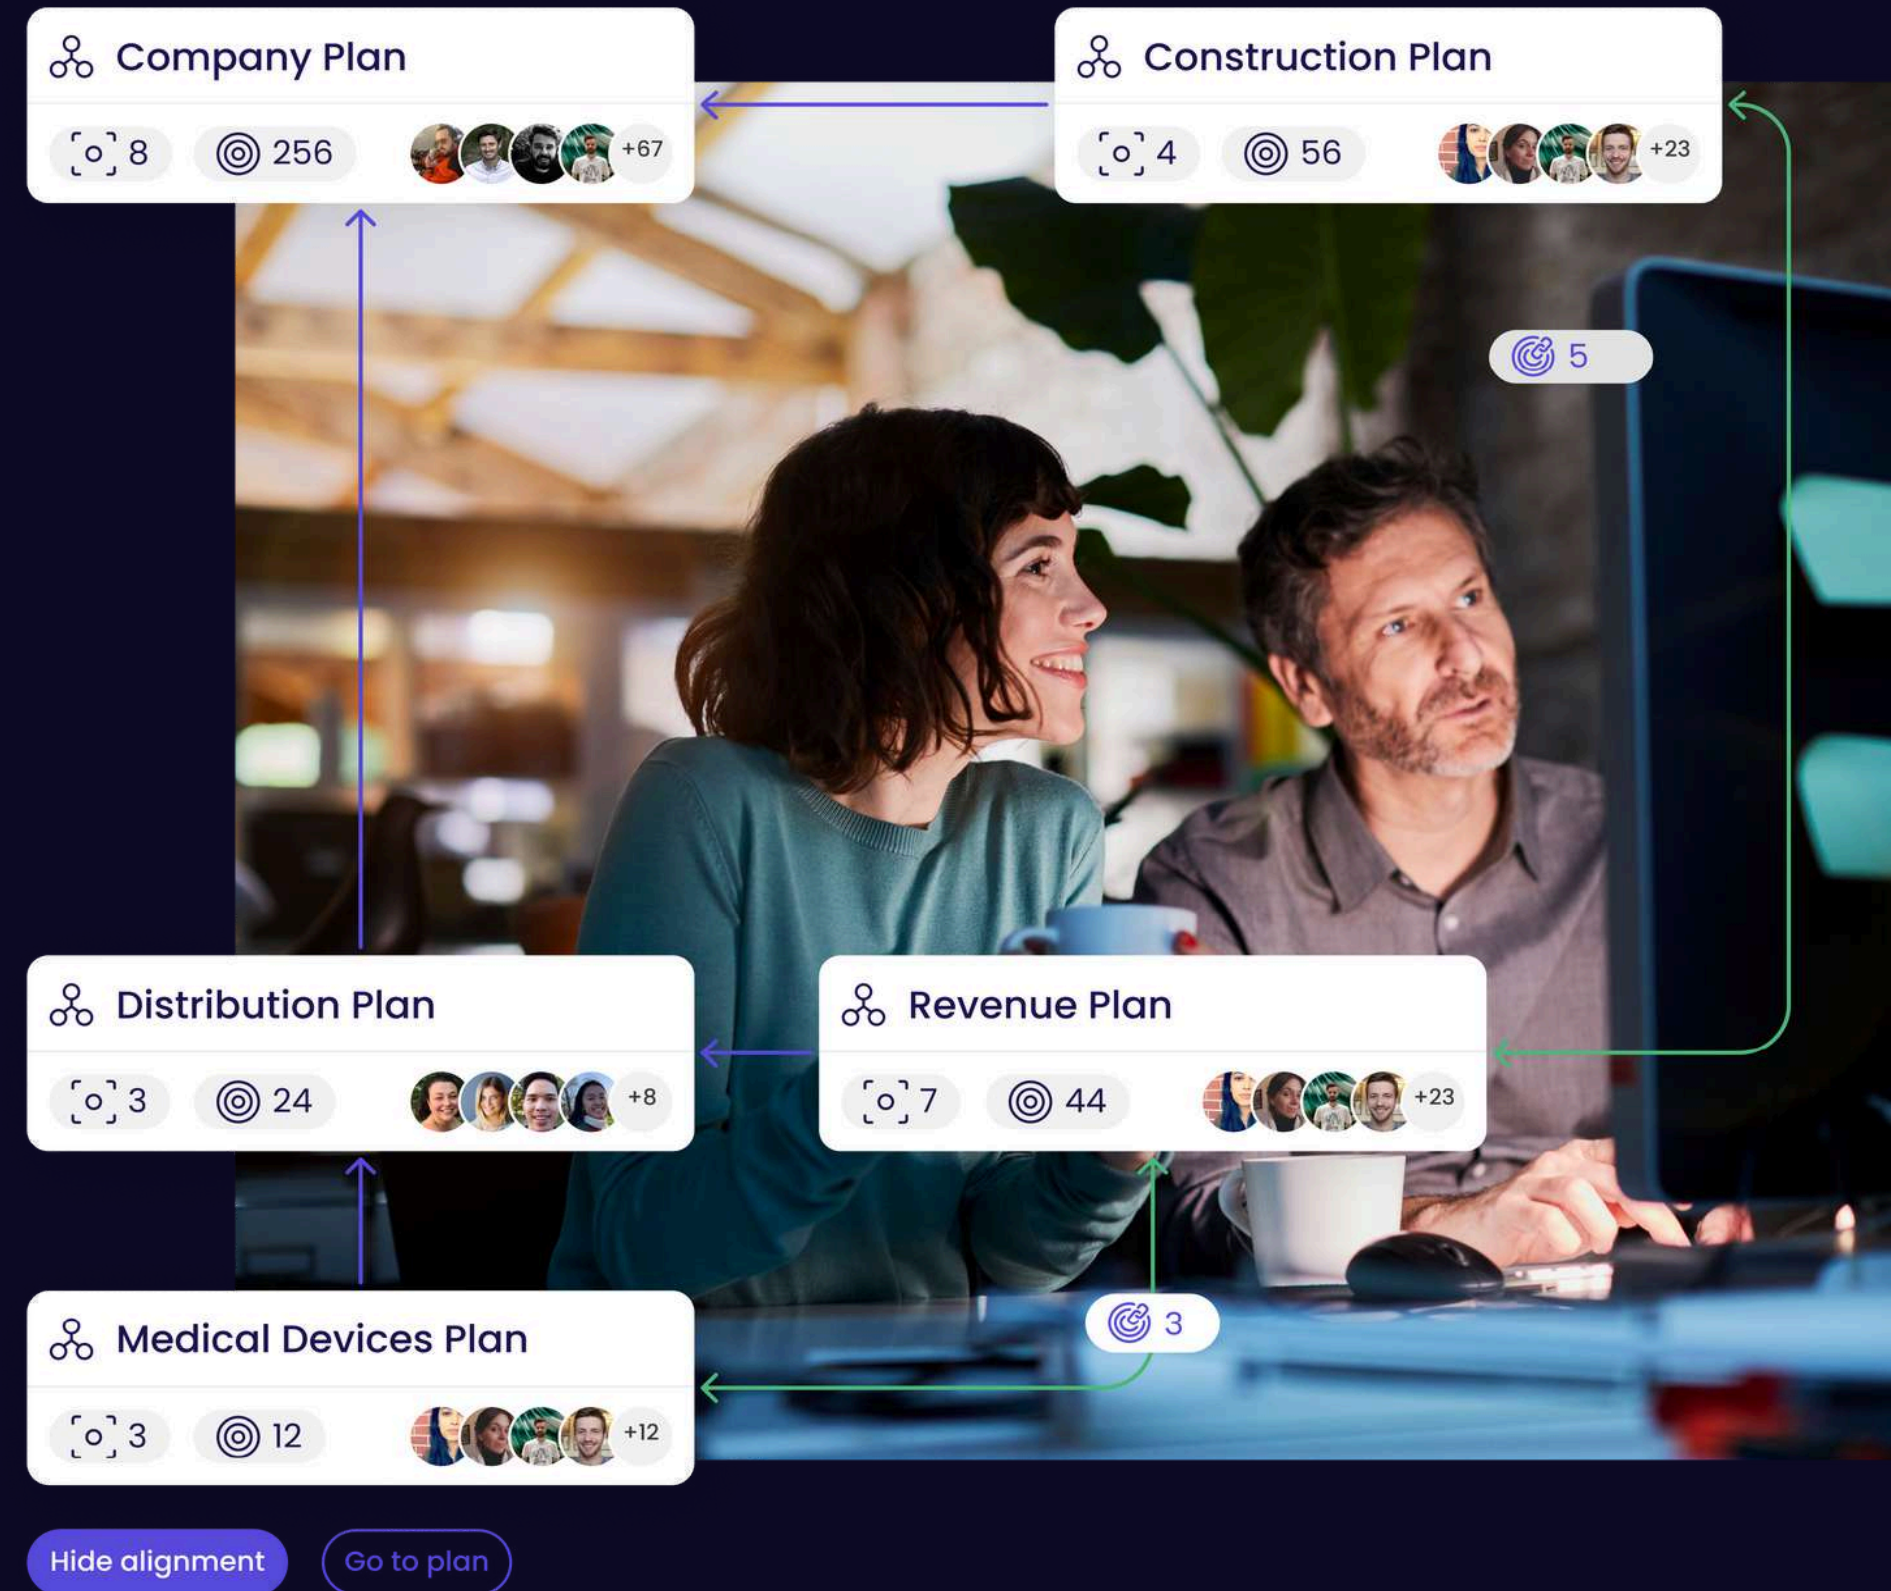 Company Plan
8 256 +67
Construction Plan
4 56 +23
5
Distribution Plan
3 24 +8
Revenue Plan
7 44 +23
3
Medical Devices Plan
3 12 +12
Hide alignment
Go to plan